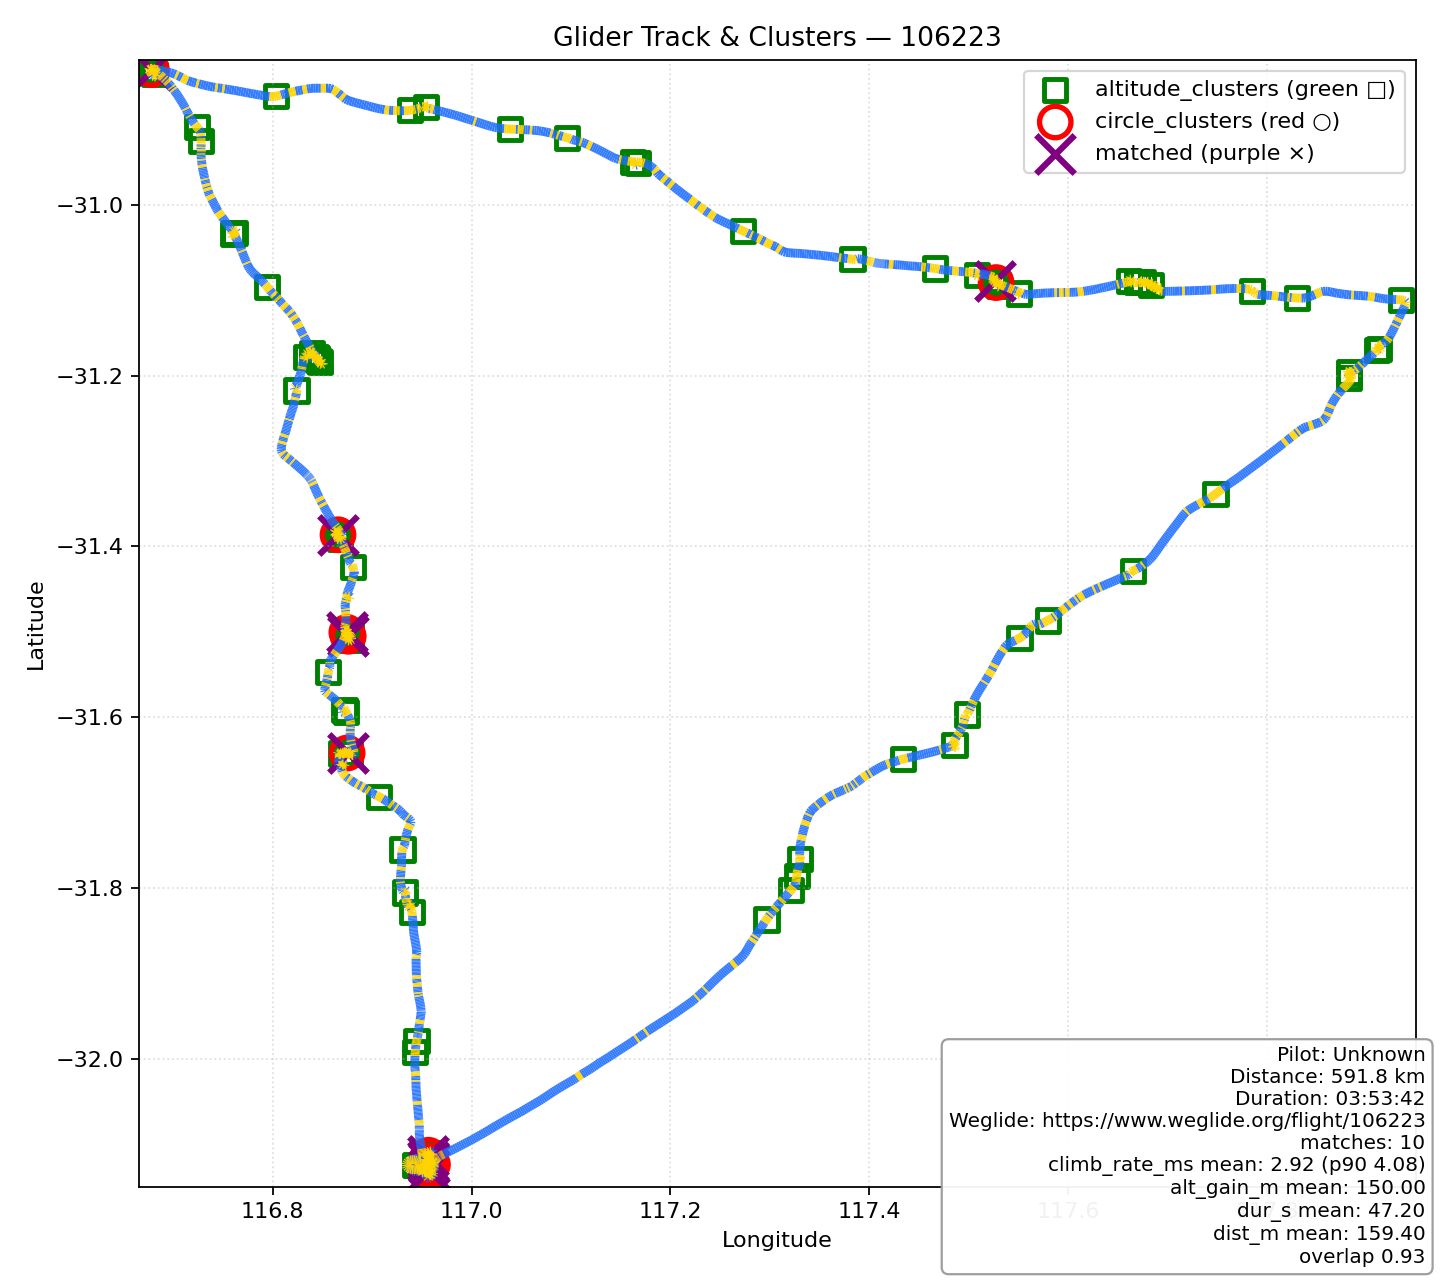 Glider Track & Clusters — 106223
altitude_clusters (green □)
circle_clusters (red ○)
matched (purple ×)
−31.0
−31.2
−31.4
−31.6
−31.8
−32.0
Latitude
116.8
117.0
117.2
117.4
117.6
Longitude
Pilot: Unknown
Distance: 591.8 km
Duration: 03:53:42
Weglide: https://www.weglide.org/flight/106223
matches: 10
climb_rate_ms mean: 2.92 (p90 4.08)
alt_gain_m mean: 150.00
dur_s mean: 47.20
dist_m mean: 159.40
overlap 0.93